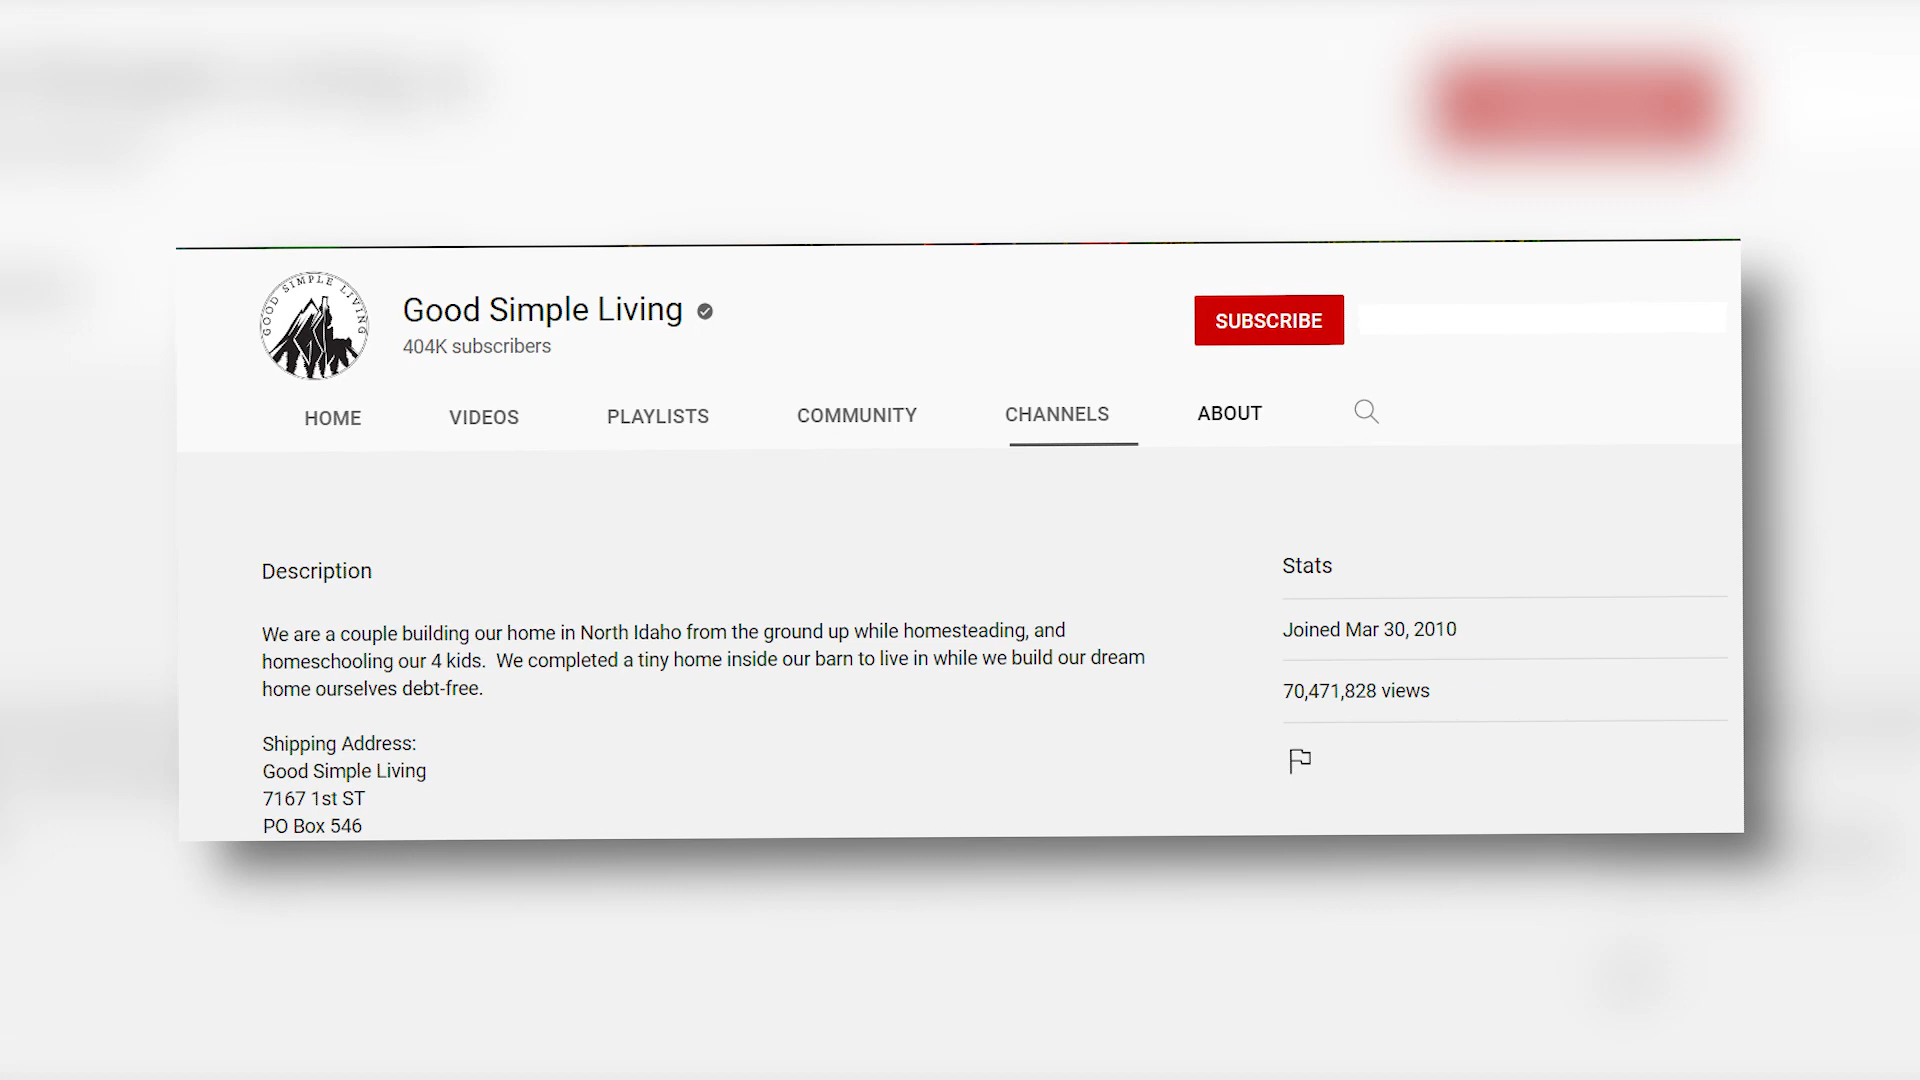 GOOD SIMPLE LIVING
Good Simple Living
404K subscribers
SUBSCRIBE
HOME VIDEOS PLAYLISTS COMMUNITY CHANNELS ABOUT
Description
We are a couple building our home in North Idaho from the ground up while homesteading, and
homeschooling our 4 kids.  We completed a tiny home inside our barn to live in while we build our dream
home ourselves debt-free.
Shipping Address:
Good Simple Living
7167 1st ST
PO Box 546
Stats
Joined Mar 30, 2010
70,471,828 views